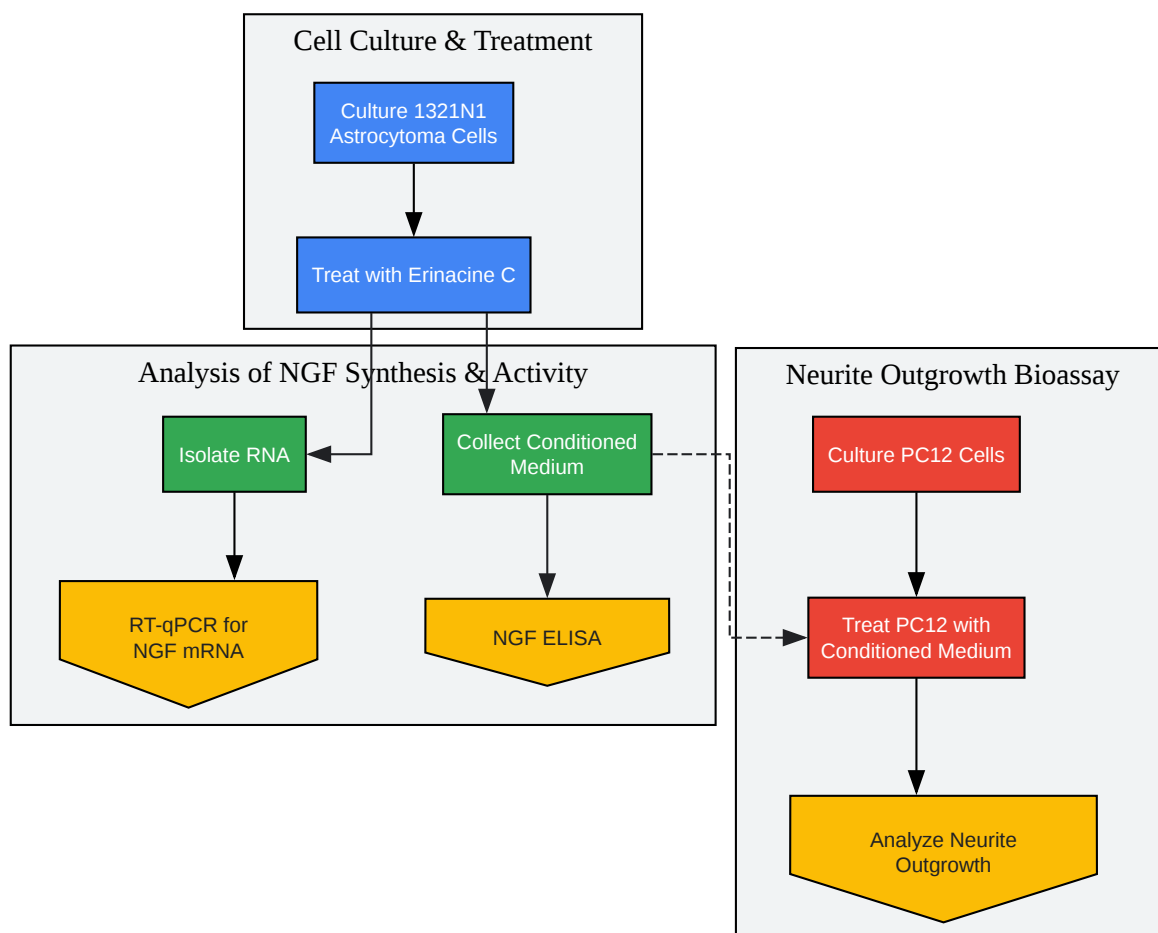 Cell Culture & Treatment
Culture 1321N1
Astrocytoma Cells
Treat with Erinacine C
Analysis of NGF Synthesis & Activity
Isolate RNA
Collect Conditioned
Medium
RT-qPCR for
NGF mRNA
NGF ELISA
Neurite Outgrowth Bioassay
Culture PC12 Cells
Treat PC12 with
Conditioned Medium
Analyze Neurite
Outgrowth